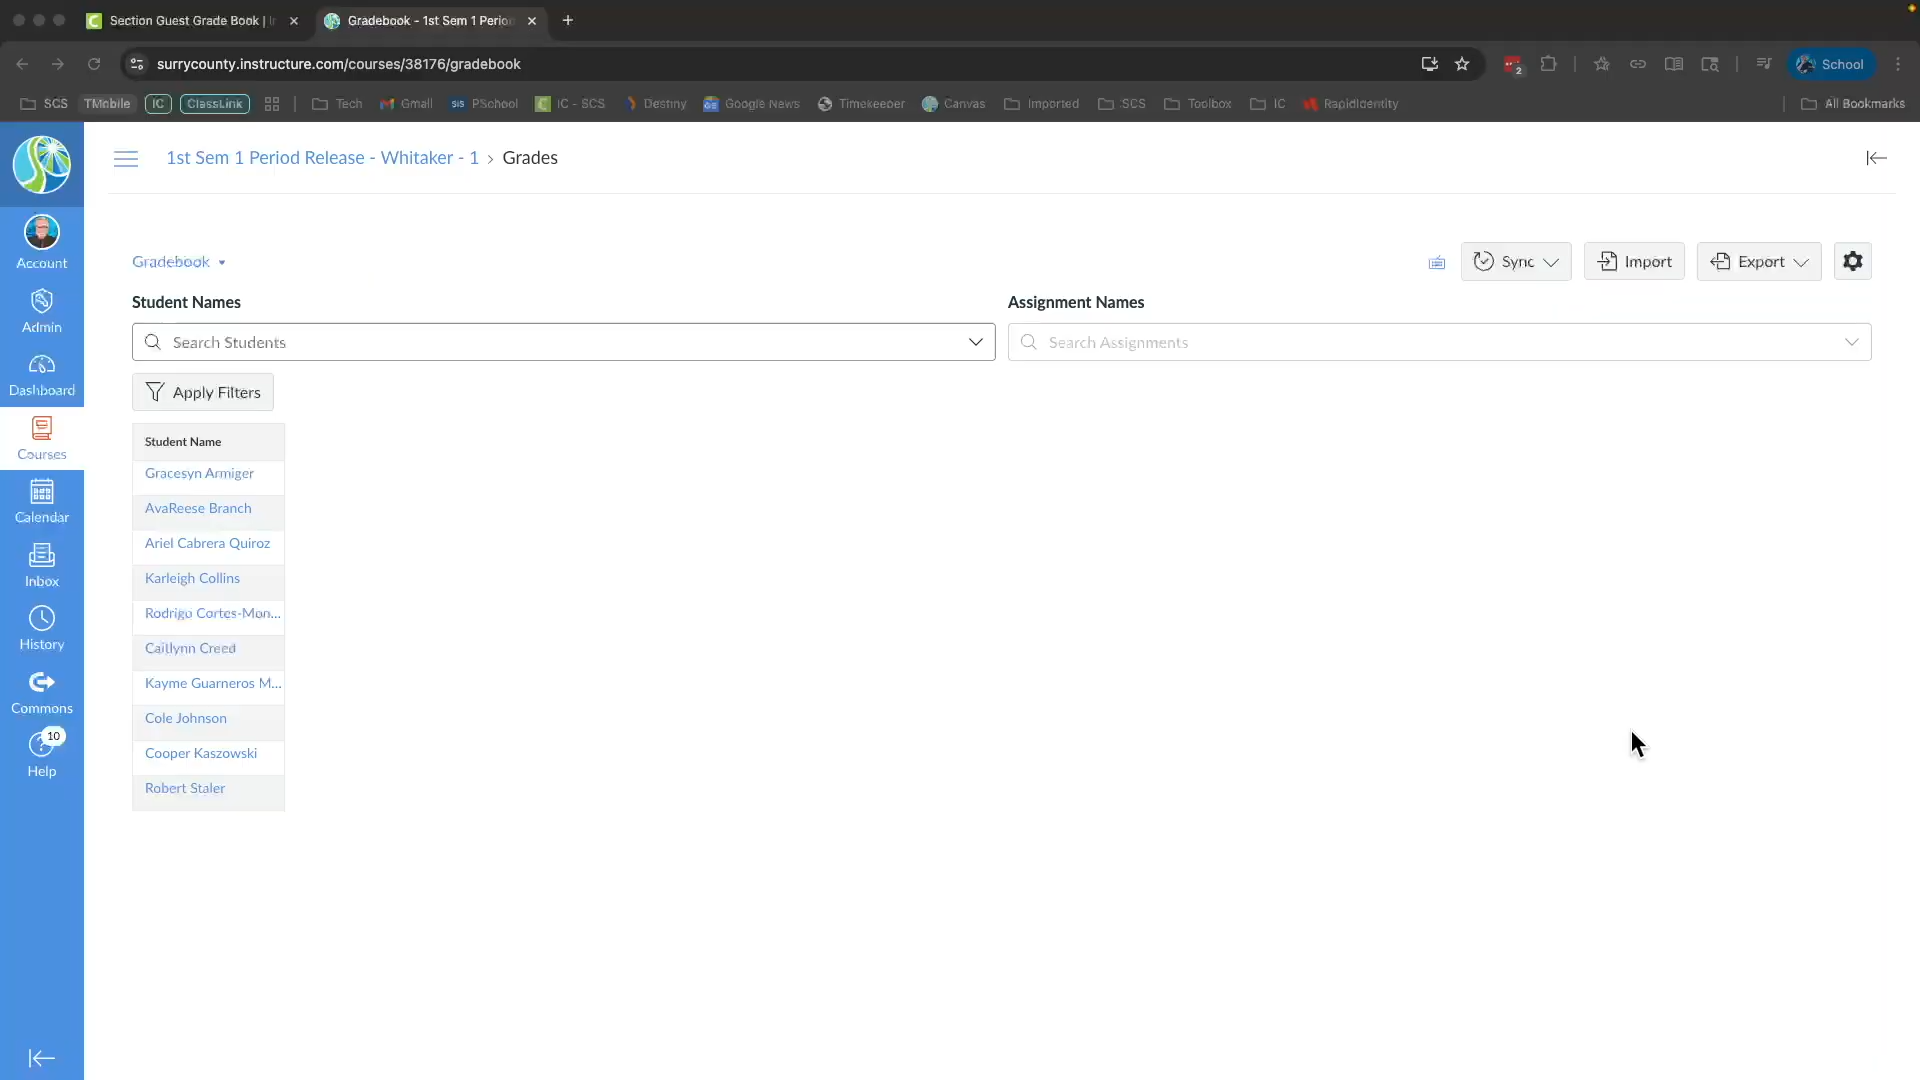 Section Guest Grade Book | I
Gradebook - 1st Sem 1 Perio
surrycounty.instructure.com/courses/38176/gradebook
2
School
SCS
TMobile
IC
ClassLink
Tech
Gmail
SIS PSchool
IC - SCS
Destiny
Google News
Timekeeper
Canvas
Imported
SCS
Toolbox
IC
RapidIdentity
All Bookmarks
1st Sem 1 Period Release - Whitaker - 1 › Grades
Account
Admin
Dashboard
Courses
Calendar
Inbox
History
Commons
10
Help
Gradebook
Sync
Import
Export
Student Names
Assignment Names
Search Students
Search Assignments
Apply Filters
Student Name
Gracesyn Armiger
AvaReese Branch
Ariel Cabrera Quiroz
Karleigh Collins
Rodrigo Cortes-Mon...
Caitlynn Creed
Kayme Guarneros M...
Cole Johnson
Cooper Kaszowski
Robert Staler